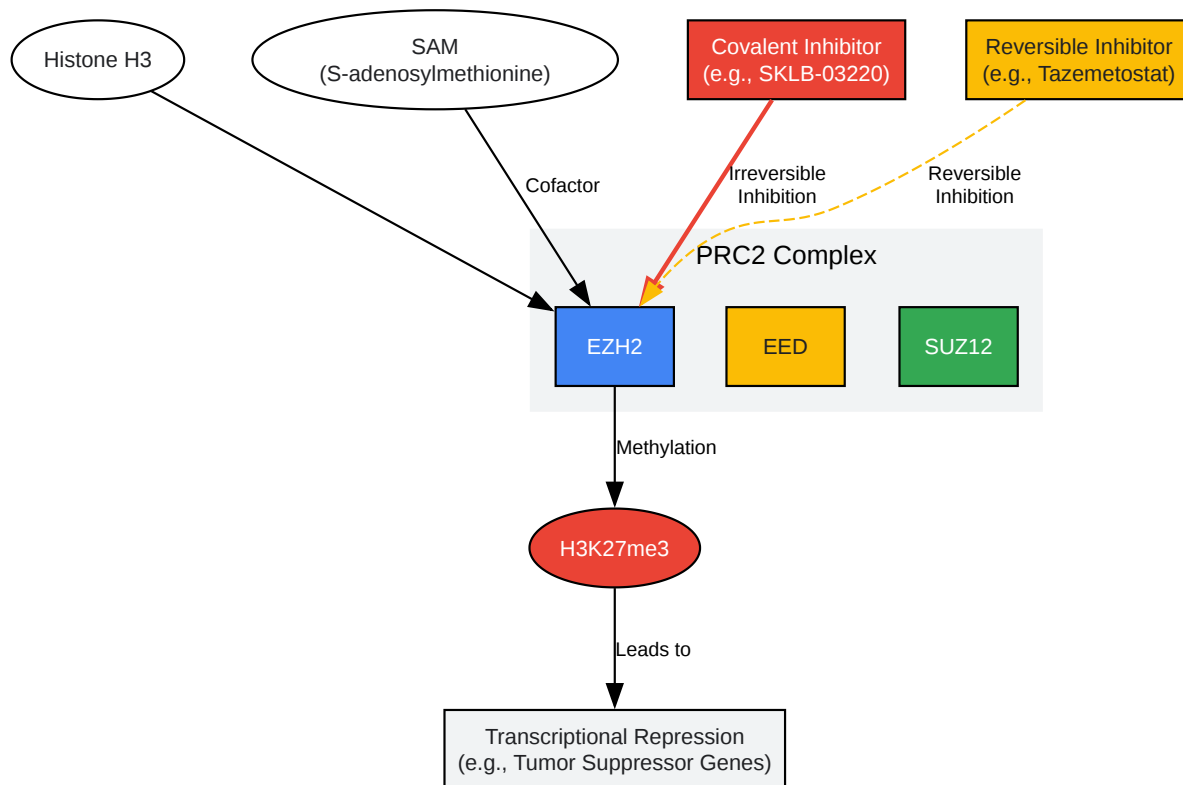 Histone H3
SAM
(S-adenosylmethionine)
Covalent Inhibitor
(e.g., SKLB-03220)
Reversible Inhibitor
(e.g., Tazemetostat)
Cofactor
Irreversible
Inhibition
Reversible
Inhibition
PRC2 Complex
EZH2
EED
SUZ12
Methylation
H3K27me3
Leads to
Transcriptional Repression
(e.g., Tumor Suppressor Genes)